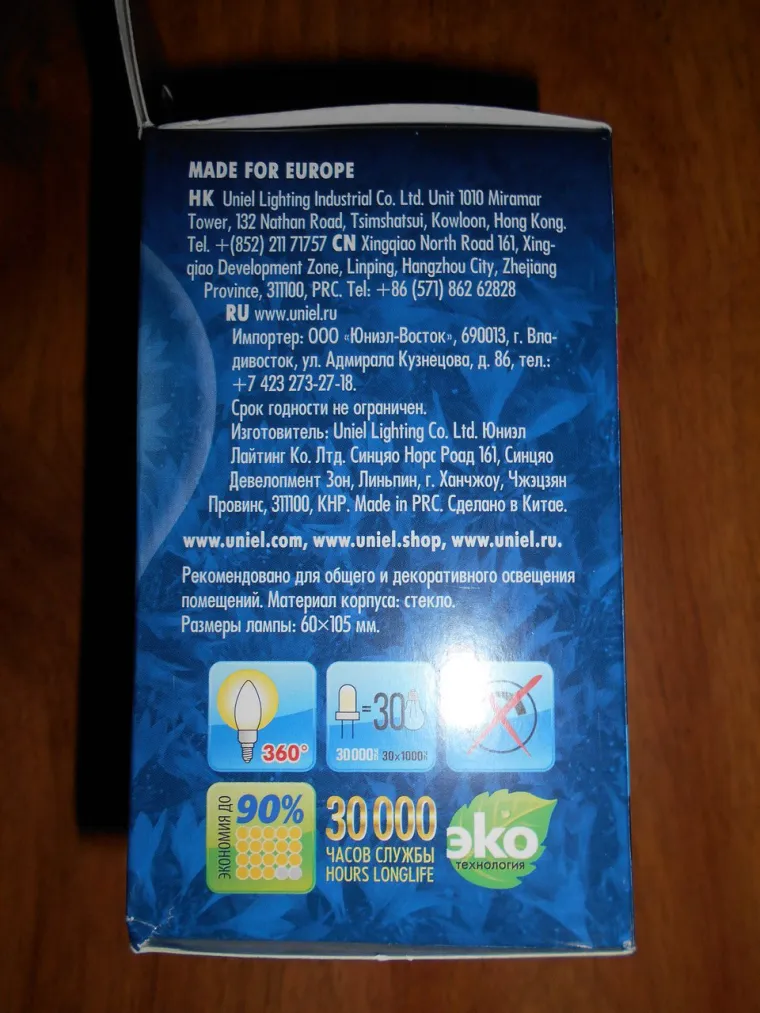 MADE FOR EUROPE
HK Uniel Lighting Industrial Co. Ltd. Unit 1010 Miramar
Tower, 132 Nathan Road, Tsimshatsui, Kowloon, Hong Kong.
Tel. +(852) 211 71757 CN Xingqiao North Road 161, Xing-
qiao Development Zone, Linping, Hangzhou City, Zhejiang
Province, 311100, PRC. Tel: +86 (571) 862 62828
RU www.uniel.ru
Импортер: ООО «Юниэл-Восток», 690013, г. Вла-
дивосток, ул. Адмирала Кузнецова, д. 86, тел.:
+7 423 273-27-18.
Срок годности не ограничен.
Изготовитель: Uniel Lighting Co. Ltd. Юниэл
Лайтинг Ко. Лтд. Синцяо Норс Роад 161, Синцяо
Девелопмент Зон, Линьпин, г. Ханчжоу, Чжэцзян
Провинс, 311100, КНР. Made in PRC. Сделано в Китае.
www.uniel.com, www.uniel.shop, www.uniel.ru.
Рекомендовано для общего и декоративного освещения
помещений. Материал корпуса: стекло.
Размеры лампы: 60×105 мм.
360°
=30
30000 30x1000
ЭКОНОМИЯ ДО
90%
30 000
ЧАСОВ СЛУЖБЫ
HOURS LONGLIFE
эко
технология